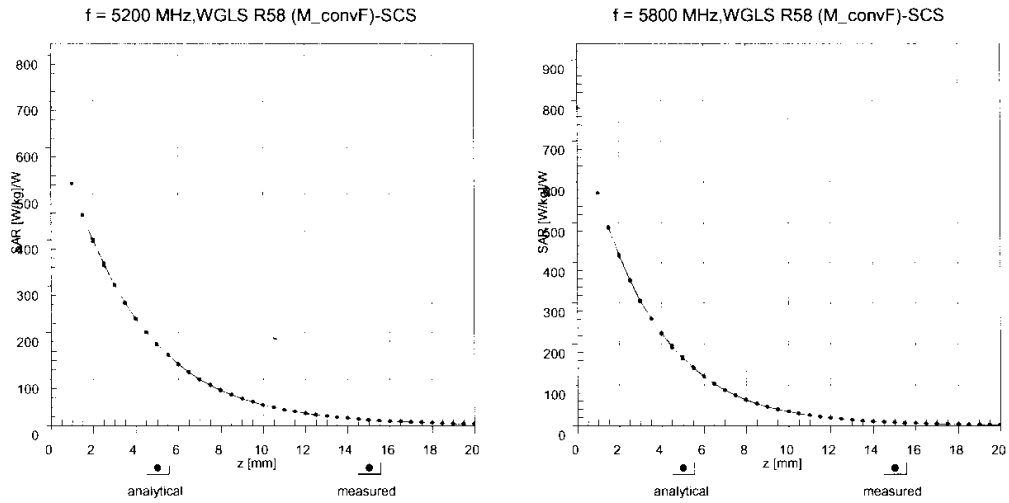 f = 5200 MHz,WGLS R58 (M_convF)-SCS
800
700
600
500
400
300
200
100
0
SAR [W/kg]/W
0 2 4 6 8 10 12 14 16 18 20
z [mm]
analytical measured
f = 5800 MHz,WGLS R58 (M_convF)-SCS
900
800
700
600
500
400
300
200
100
0
SAR [W/kg]/W
0 2 4 6 8 10 12 14 16 18 20
z [mm]
analytical measured